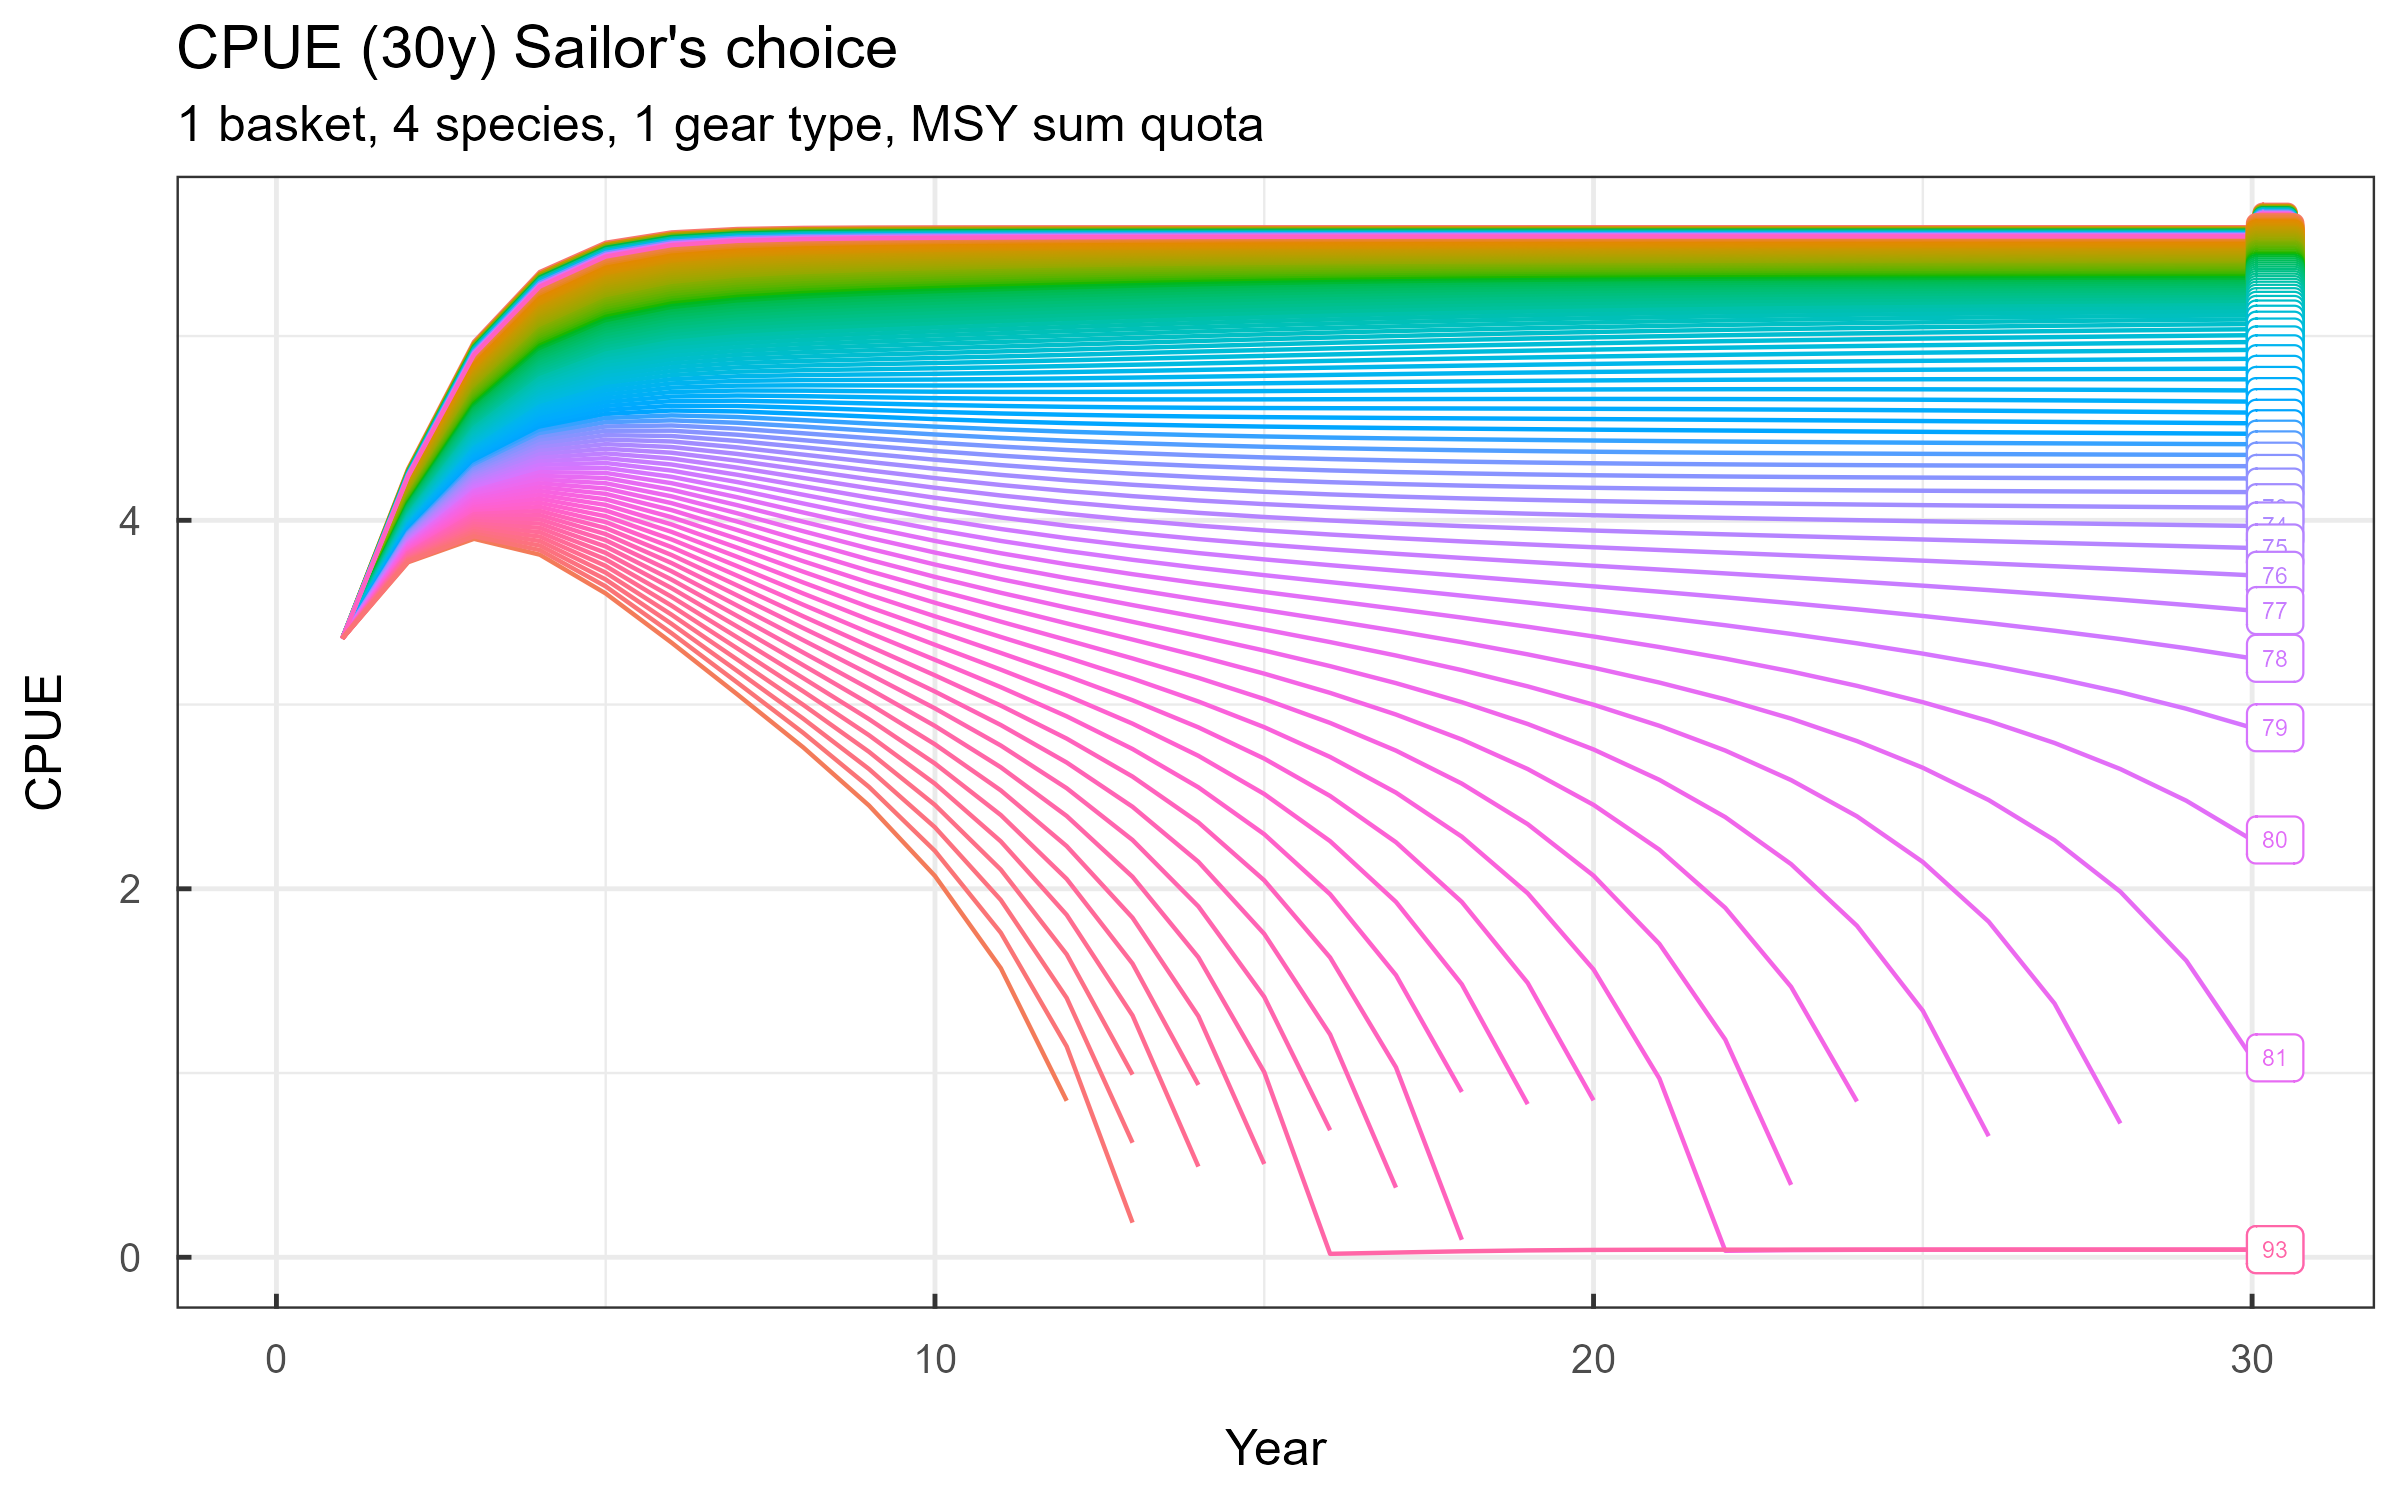 CPUE (30y) Sailor's choice
1 basket, 4 species, 1 gear type, MSY sum quota
CPUE
4
2
0
75
76
77
78
79
80
81
93
0 10 20 30
Year